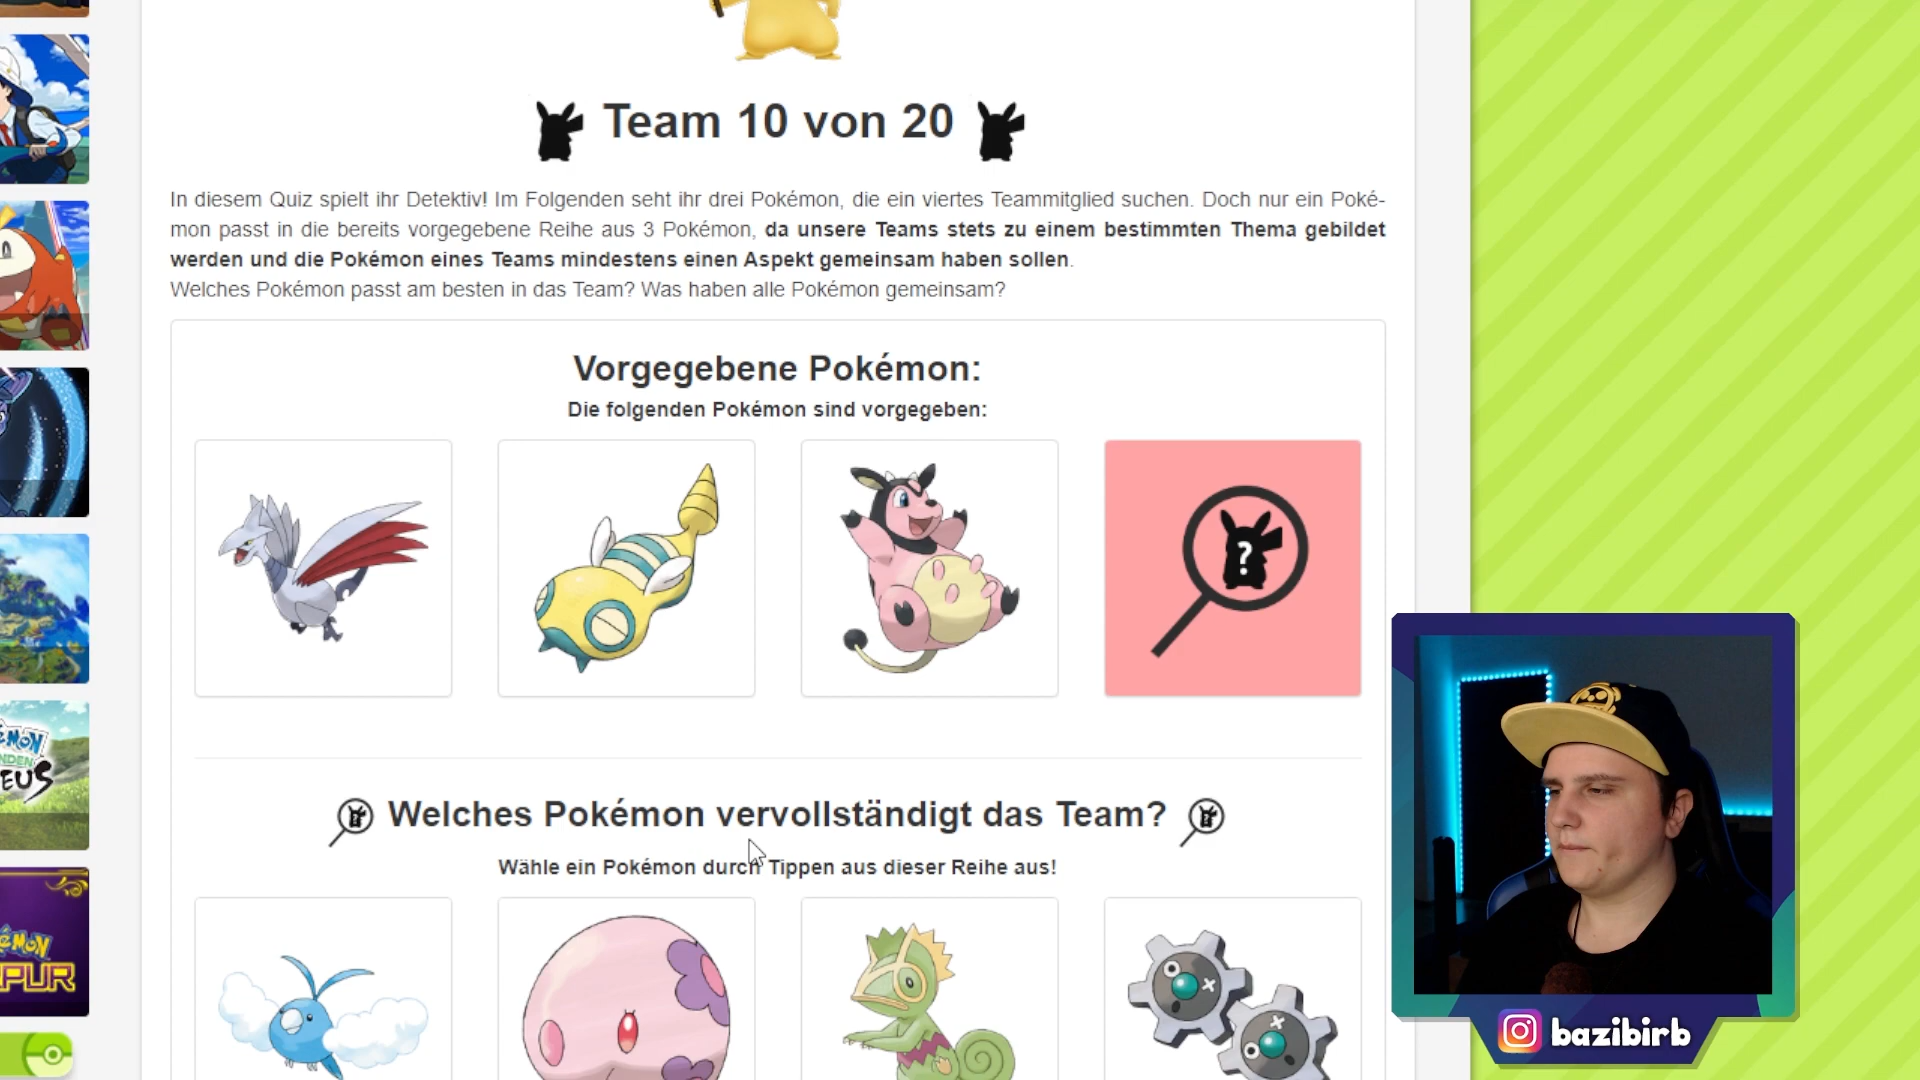 Team 10 von 20
In diesem Quiz spielt ihr Detektiv! Im Folgenden seht ihr drei Pokémon, die ein viertes Teammitglied suchen. Doch nur ein Poké-
mon passt in die bereits vorgegebene Reihe aus 3 Pokémon, da unsere Teams stets zu einem bestimmten Thema gebildet
werden und die Pokémon eines Teams mindestens einen Aspekt gemeinsam haben sollen.
Welches Pokémon passt am besten in das Team? Was haben alle Pokémon gemeinsam?
Vorgegebene Pokémon:
Die folgenden Pokémon sind vorgegeben:
?
Welches Pokémon vervollständigt das Team?
Wähle ein Pokémon durch Tippen aus dieser Reihe aus!
bazibirb